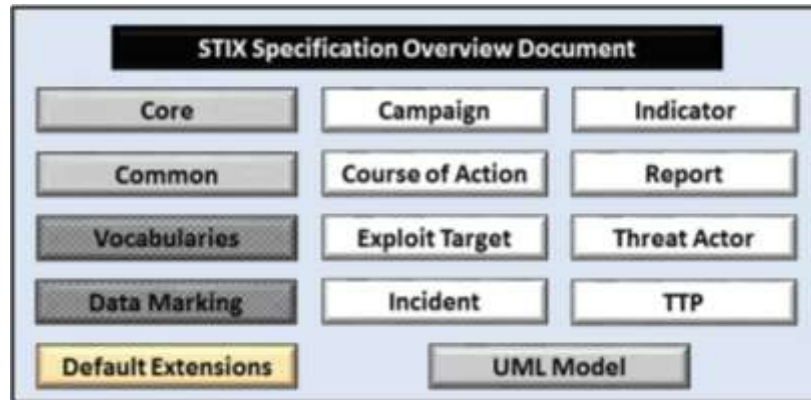 STIX Specification Overview Document
Core
Campaign
Indicator
Common
Course of Action
Report
Vocabularies
Exploit Target
Threat Actor
Data Marking
Incident
TTP
Default Extensions
UML Model